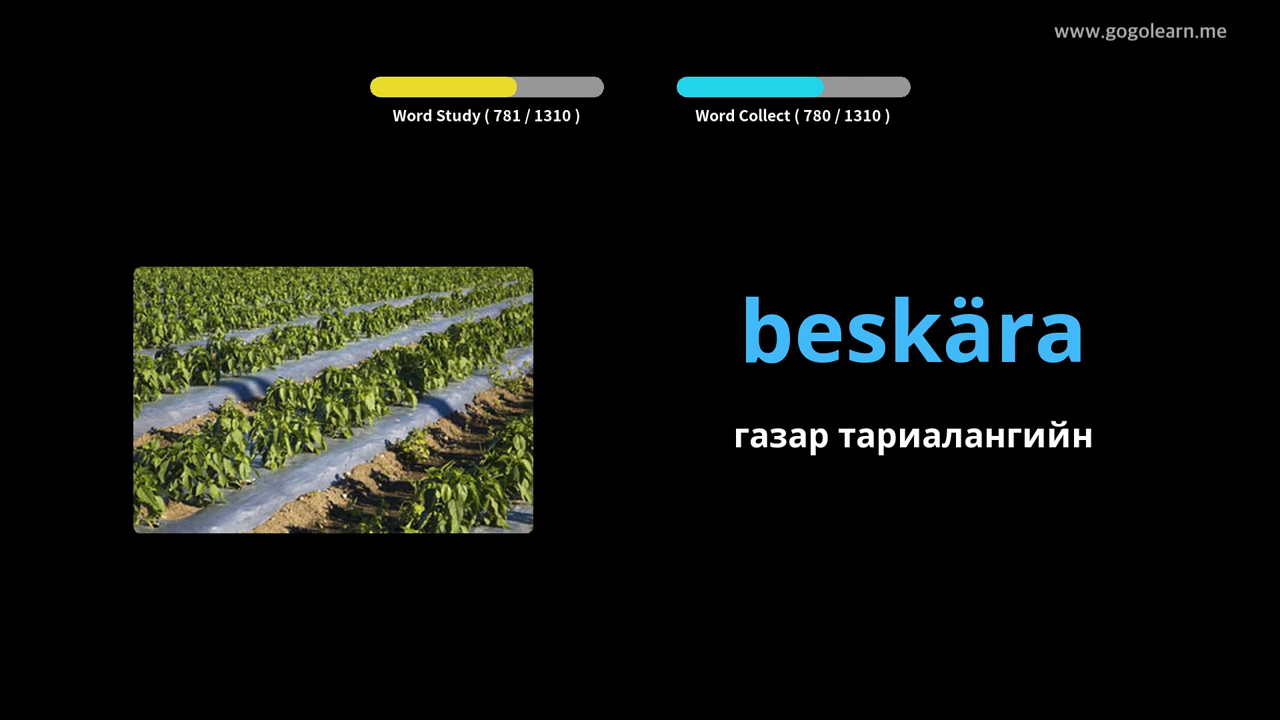 www.gogolearn.me
Word Study ( 781 / 1310 )
Word Collect ( 780 / 1310 )
beskära
газар тариалангийн